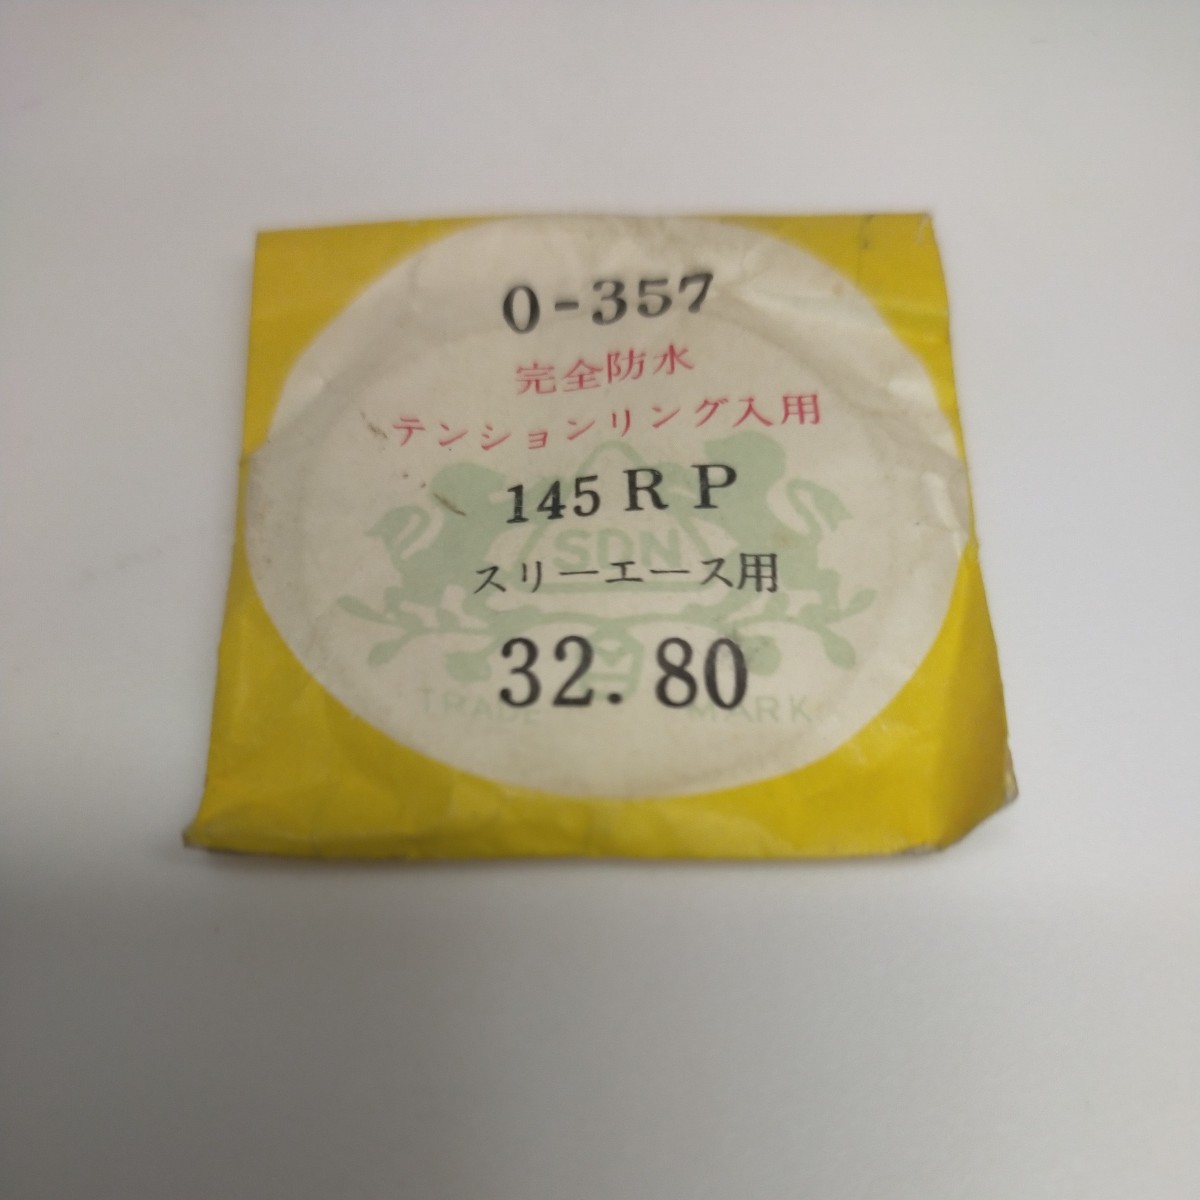 0-357
完全防水
テンションリング入用
145 R P
SDN
スリーエース用
32.80
TRADE MARK